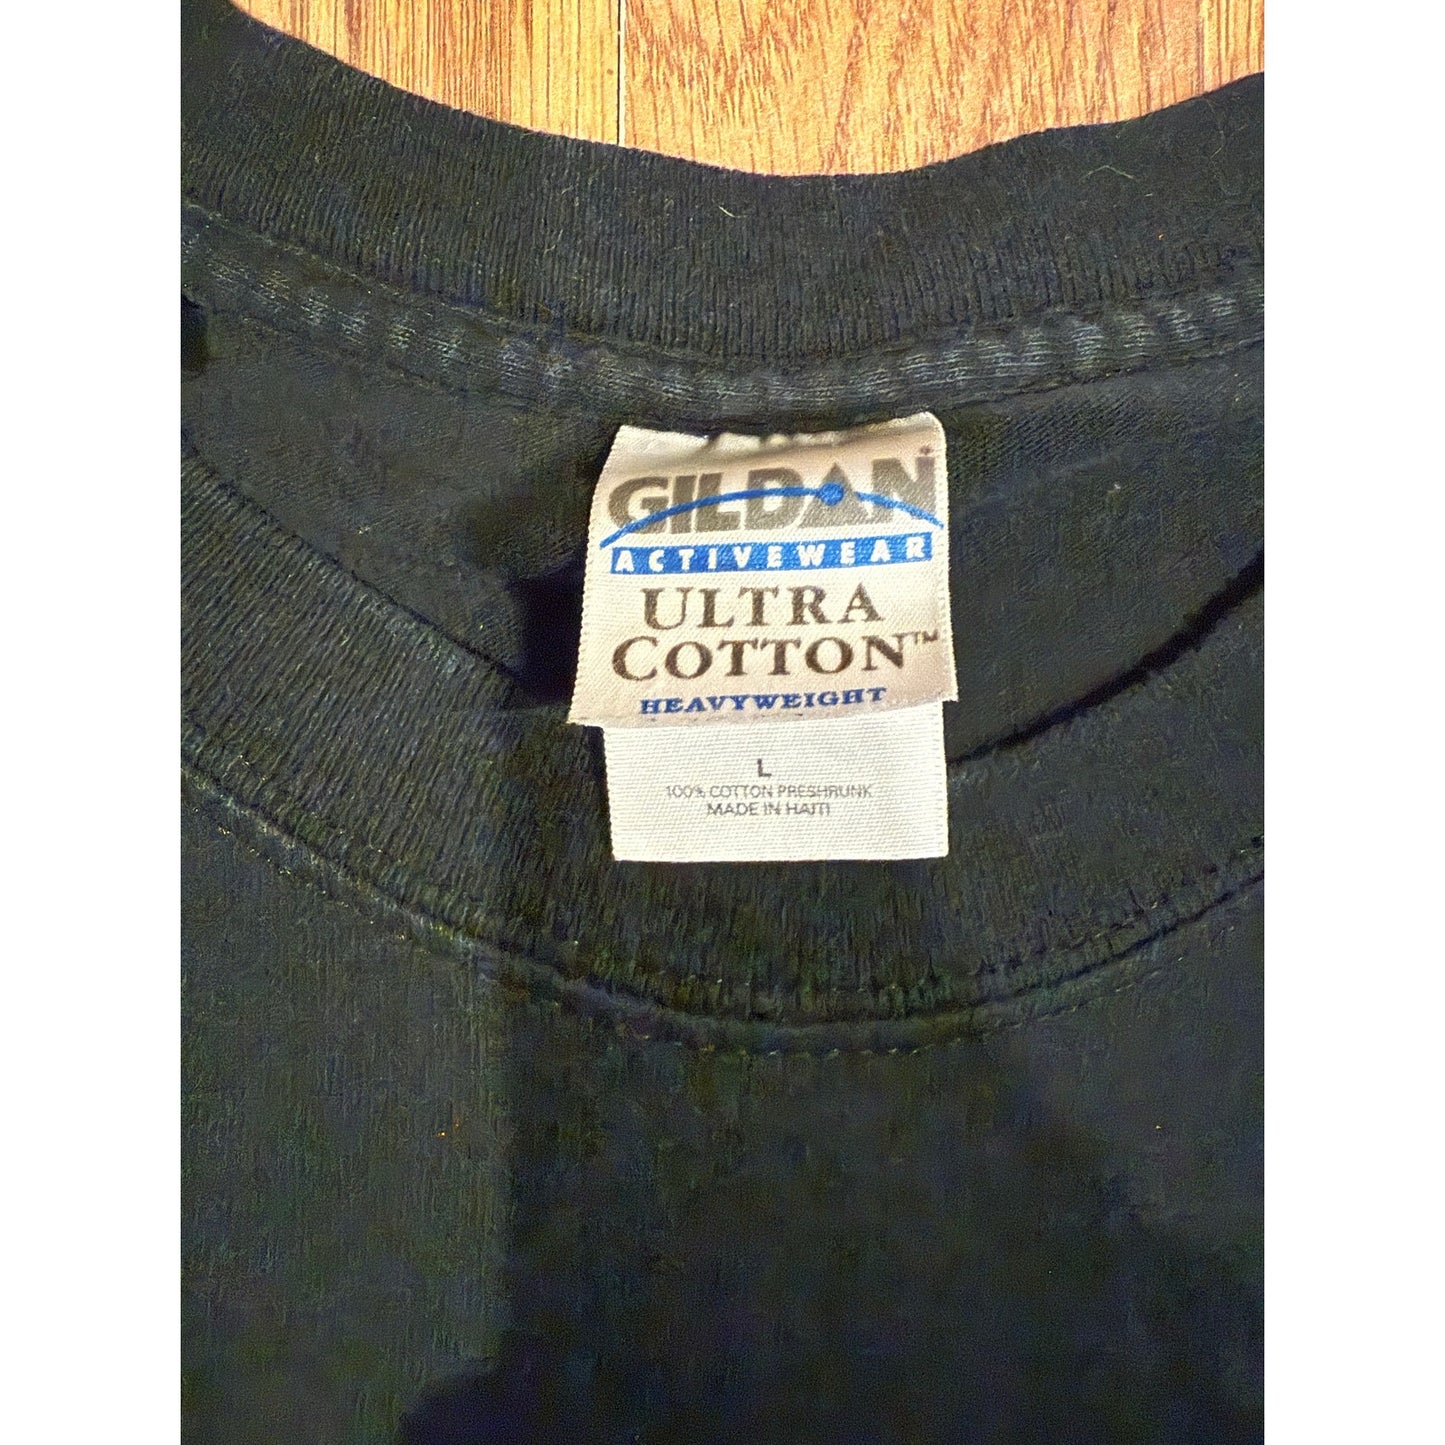 GILDAN
ACTIVEWEAR
ULTRA
COTTON™
HEAVYWEIGHT
L
100% COTTON PRESHRUNK
MADE IN HAITI